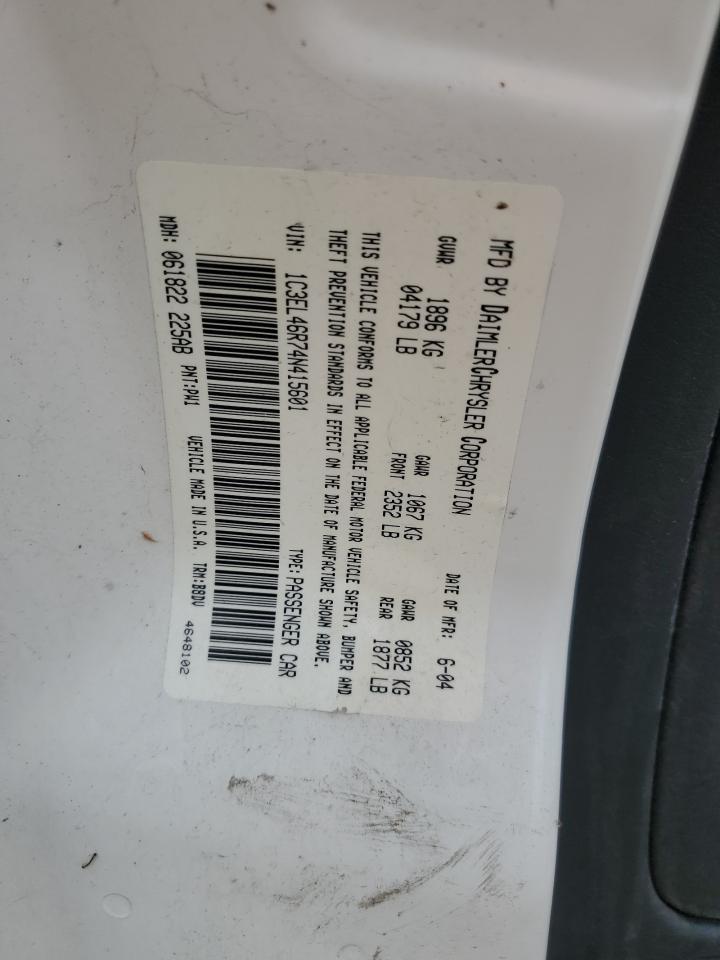 MFD BY DAIMLERCHRYSLER CORPORATION
DATE OF MFR: 6-04
GVWR 1896 KG
04179 LB
GAWR 1067 KG
FRONT 2352 LB
GAWR 0852 KG
REAR 1877 LB
THIS VEHICLE CONFORMS TO ALL APPLICABLE FEDERAL MOTOR VEHICLE SAFETY, BUMPER AND
THEFT PREVENTION STANDARDS IN EFFECT ON THE DATE OF MANUFACTURE SHOWN ABOVE.
VIN: 1C3EL46R74N415601
TYPE: PASSENGER CAR
MDH: 061822 225AB PNT:PW1 VEHICLE MADE IN U.S.A. TRM:B8DV 4648102